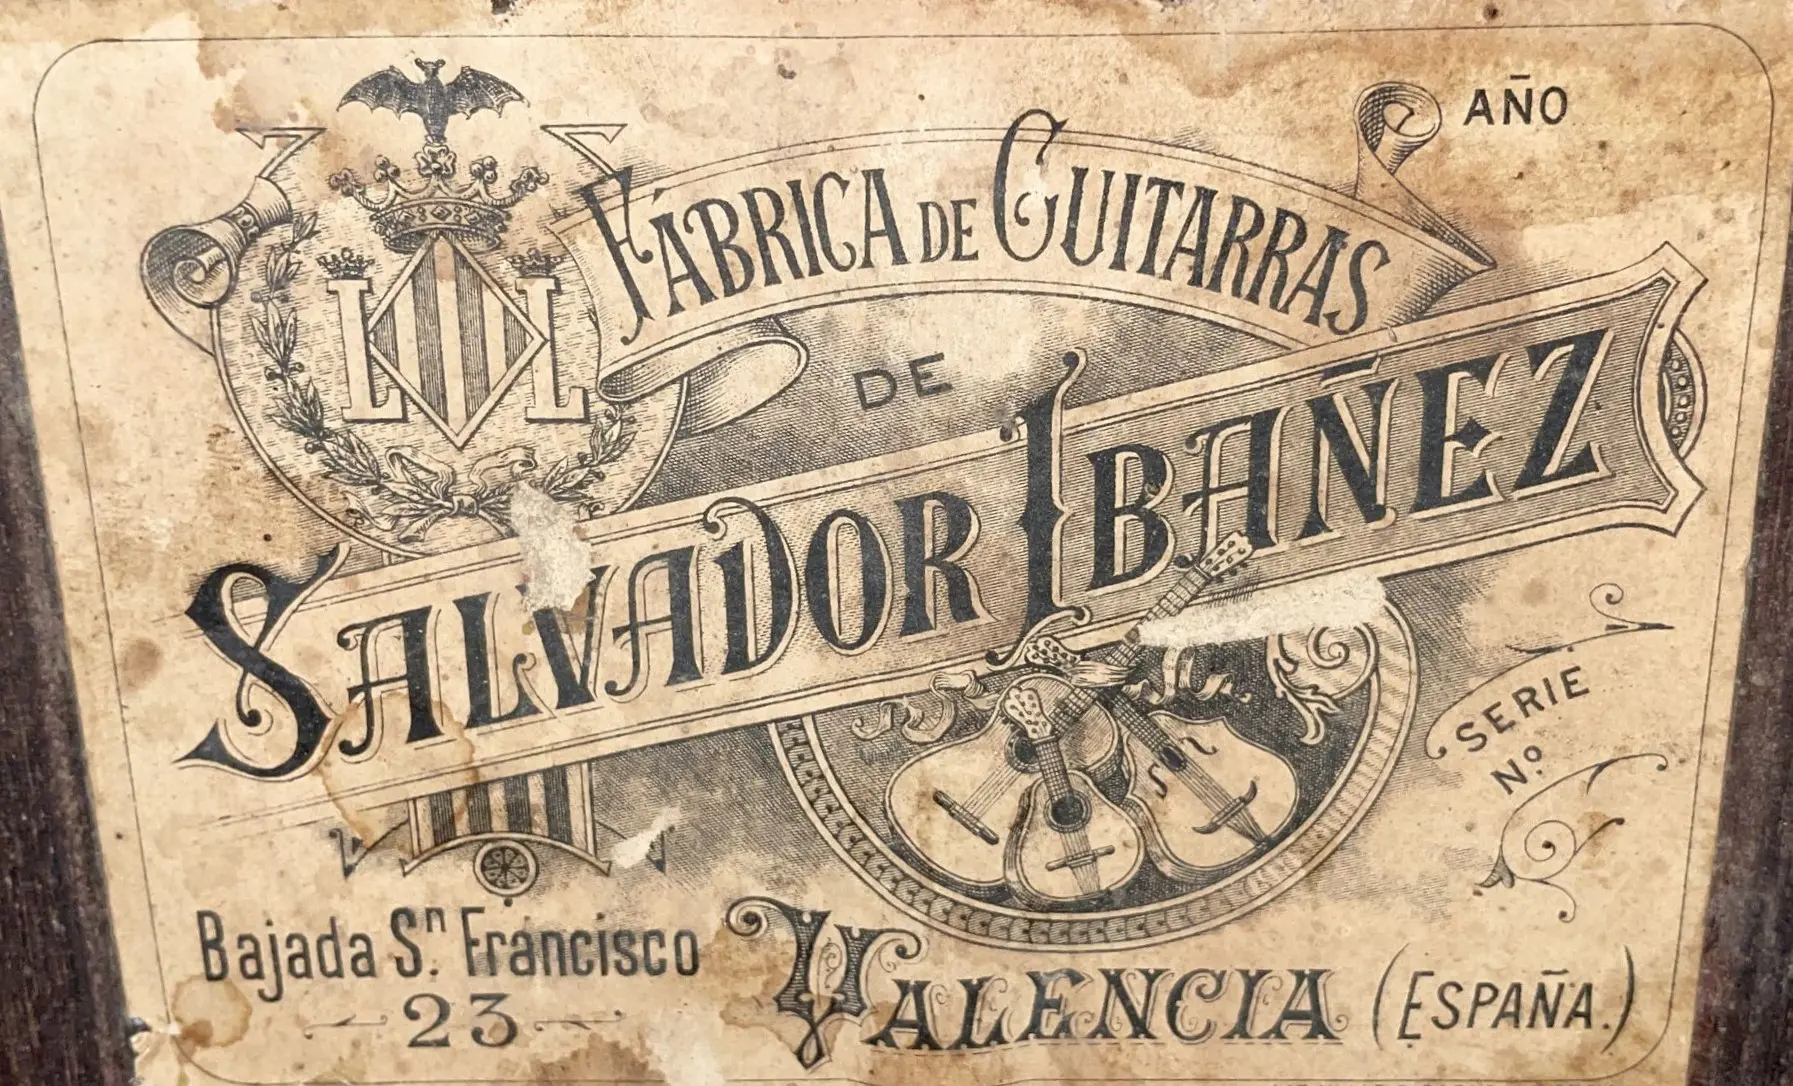 AÑO
FÁBRICA DE GUITARRAS
DE
SALVADOR IBAÑEZ
L L
SERIE
Nº
Bajada Sⁿ. Francisco
23
VALENCIA (ESPAÑA.)